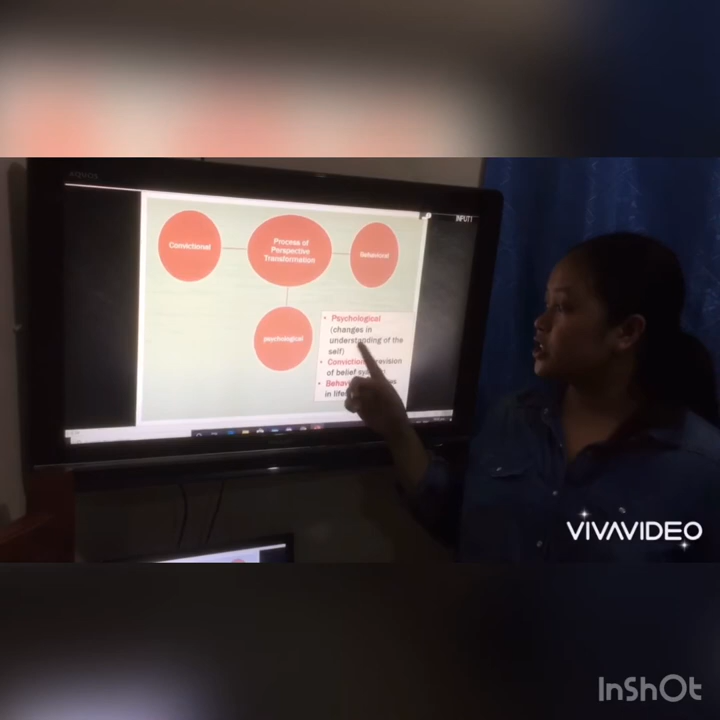 INPUT1
Convictional
Process of
Perspective
Transformation
Behavioral
psychological
• Psychological
(changes in
understanding of the
self)
• Conviction revision
of belief
• Behav
in life
VIVAVIDEO
InShOt